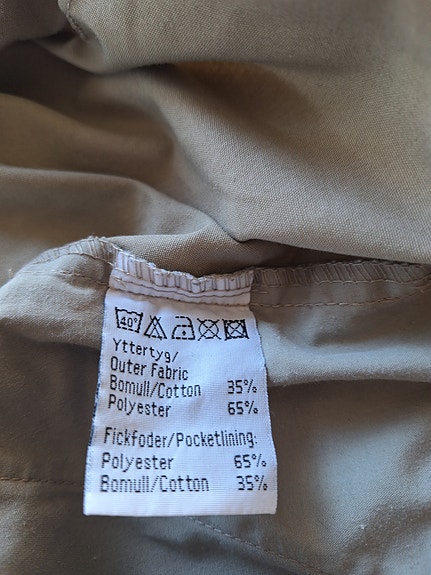 40°
Yttertyg/
Outer Fabric
Bomull/Cotton 35%
Polyester 65%
Fickfoder/Pocketlining:
Polyester 65%
Bomull/Cotton 35%